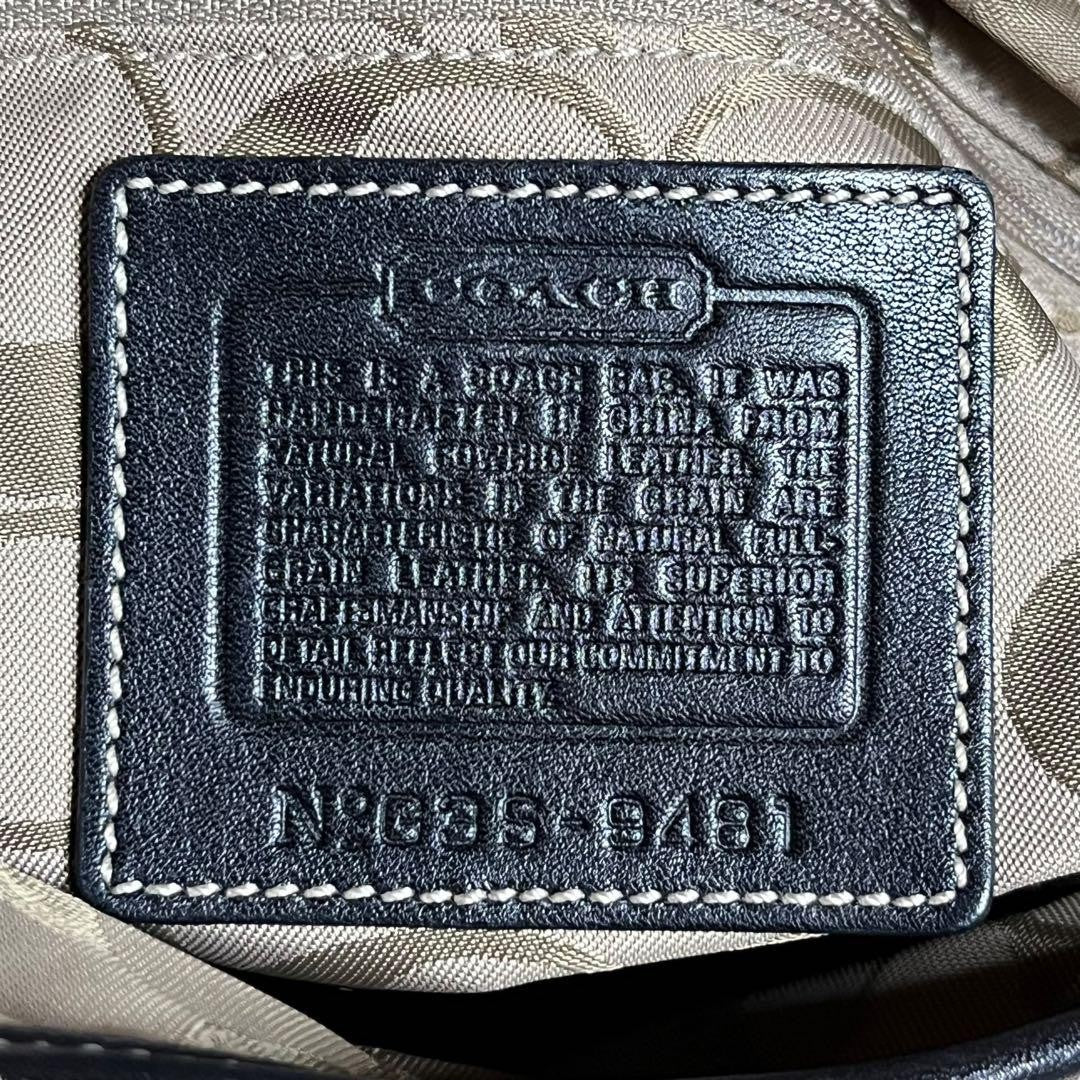 COACH
THIS IS A COACH BAG. IT WAS
HANDCRAFTED IN CHINA FROM
NATURAL COWHIDE LEATHER. THE
VARIATIONS IN THE GRAIN ARE
CHARACTERISTIC OF NATURAL FULL-
GRAIN LEATHER. ITS SUPERIOR
CRAFTSMANSHIP AND ATTENTION TO
DETAIL REFLECT OUR COMMITMENT TO
ENDURING QUALITY.
Nº G3S-9481